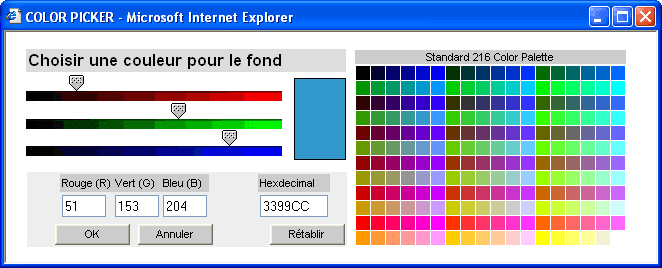 COLOR PICKER - Microsoft Internet Explorer
Choisir une couleur pour le fond
Standard 216 Color Palette
Rouge (R) Vert (G) Bleu (B) Hexdecimal
51 153 204 3399CC
OK Annuler Rétablir